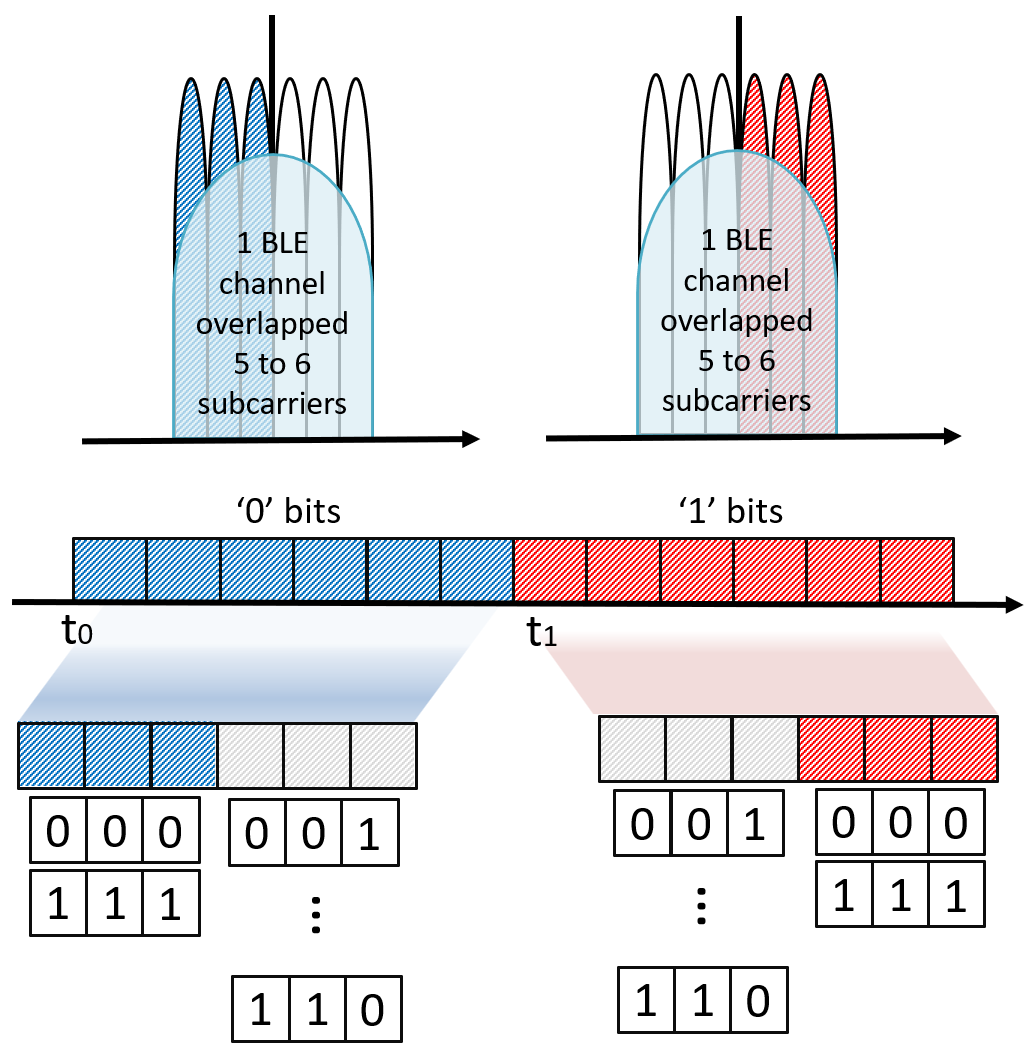 1 BLE
channel
overlapped
5 to 6
subcarriers
1 BLE
channel
overlapped
5 to 6
subcarriers
‘0’ bits
‘1’ bits
t0
t1
0 0 0
0 0 1
1 1 1
⋮
1 1 0
0 0 1
0 0 0
1 1 1
⋮
1 1 0